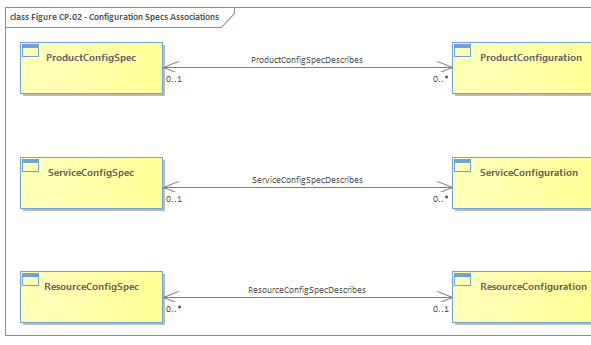 class Figure CP.02 - Configuration Specs Associations
ProductConfigSpec
ProductConfigSpecDescribes
ProductConfiguration
0..1
0..*
ServiceConfigSpec
ServiceConfigSpecDescribes
ServiceConfiguration
0..1
0..*
ResourceConfigSpec
ResourceConfigSpecDescribes
ResourceConfiguration
0..*
0..1